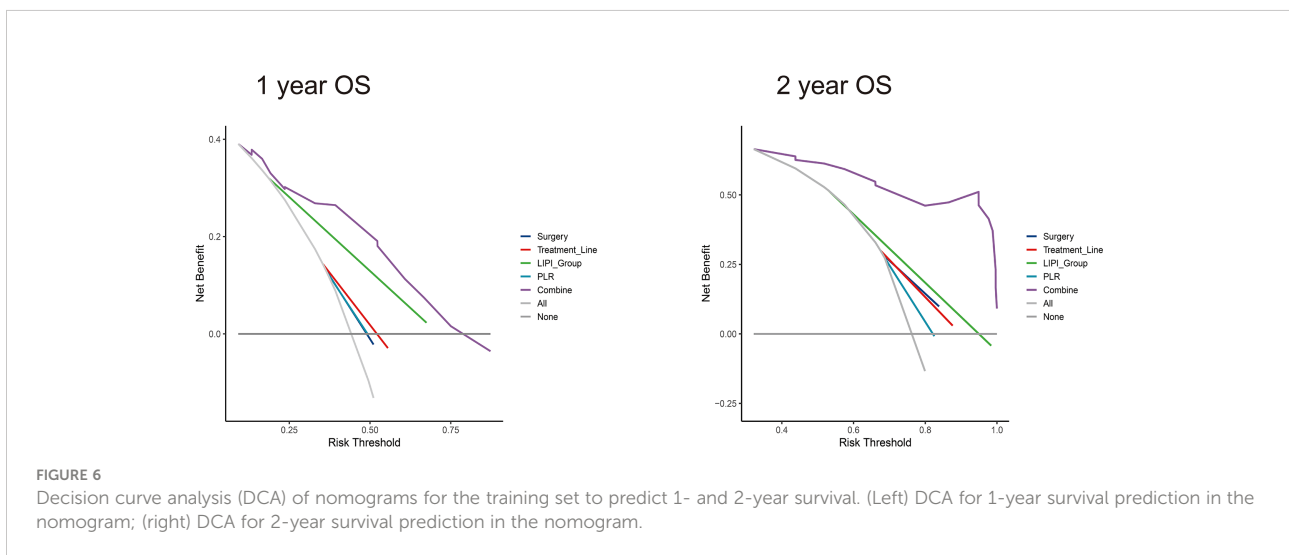 1 year OS
0.4
0.2
0.0
Net Benefit
0.25
0.50
0.75
Risk Threshold
Surgery
Treatment_Line
LIPI_Group
PLR
Combine
All
None
2 year OS
0.50
0.25
0.00
−0.25
Net Benefit
0.4
0.6
0.8
1.0
Risk Threshold
Surgery
Treatment_Line
LIPI_Group
PLR
Combine
All
None
FIGURE 6
Decision curve analysis (DCA) of nomograms for the training set to predict 1- and 2-year survival. (Left) DCA for 1-year survival prediction in the
nomogram; (right) DCA for 2-year survival prediction in the nomogram.